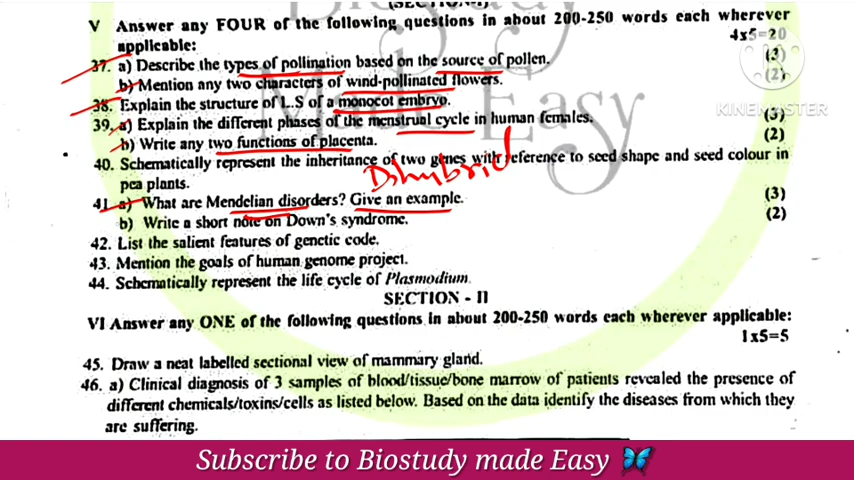 (SECTION-I)
V Answer any FOUR of the following questions in about 200-250 words each wherever
applicable: 4x5=20
37. a) Describe the types of pollination based on the source of pollen. (3)
b) Mention any two characters of wind-pollinated flowers. (2)
38. Explain the structure of L.S of a monocot embryo.
KINEMASTER
39. a) Explain the different phases of the menstrual cycle in human females. (3)
b) Write any two functions of placenta. (2)
40. Schematically represent the inheritance of two genes with reference to seed shape and seed colour in
pea plants.
Dihybrid
41 a) What are Mendelian disorders? Give an example. (3)
b) Write a short note on Down's syndrome. (2)
42. List the salient features of genetic code.
43. Mention the goals of human genome project.
44. Schematically represent the life cycle of Plasmodium.
SECTION - II
VI Answer any ONE of the following questions in about 200-250 words each wherever applicable:
1x5=5
45. Draw a neat labelled sectional view of mammary gland.
46. a) Clinical diagnosis of 3 samples of blood/tissue/bone marrow of patients revealed the presence of
different chemicals/toxins/cells as listed below. Based on the data identify the diseases from which they
are suffering.
Made Easy
Subscribe to Biostudy made Easy